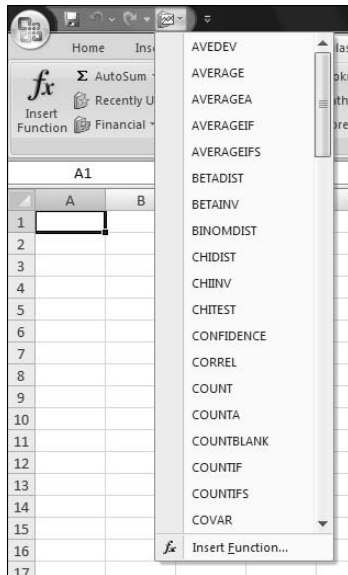 Home Inse
fx
Insert
Function
Σ AutoSum
Recently U
Financial
A1
A B
1
2
3
4
5
6
7
8
9
10
11
12
13
14
15
16
17
AVEDEV
AVERAGE
AVERAGEA
AVERAGEIF
AVERAGEIFS
BETADIST
BETAINV
BINOMDIST
CHIDIST
CHIINV
CHITEST
CONFIDENCE
CORREL
COUNT
COUNTA
COUNTBLANK
COUNTIF
COUNTIFS
COVAR
fx Insert Function...